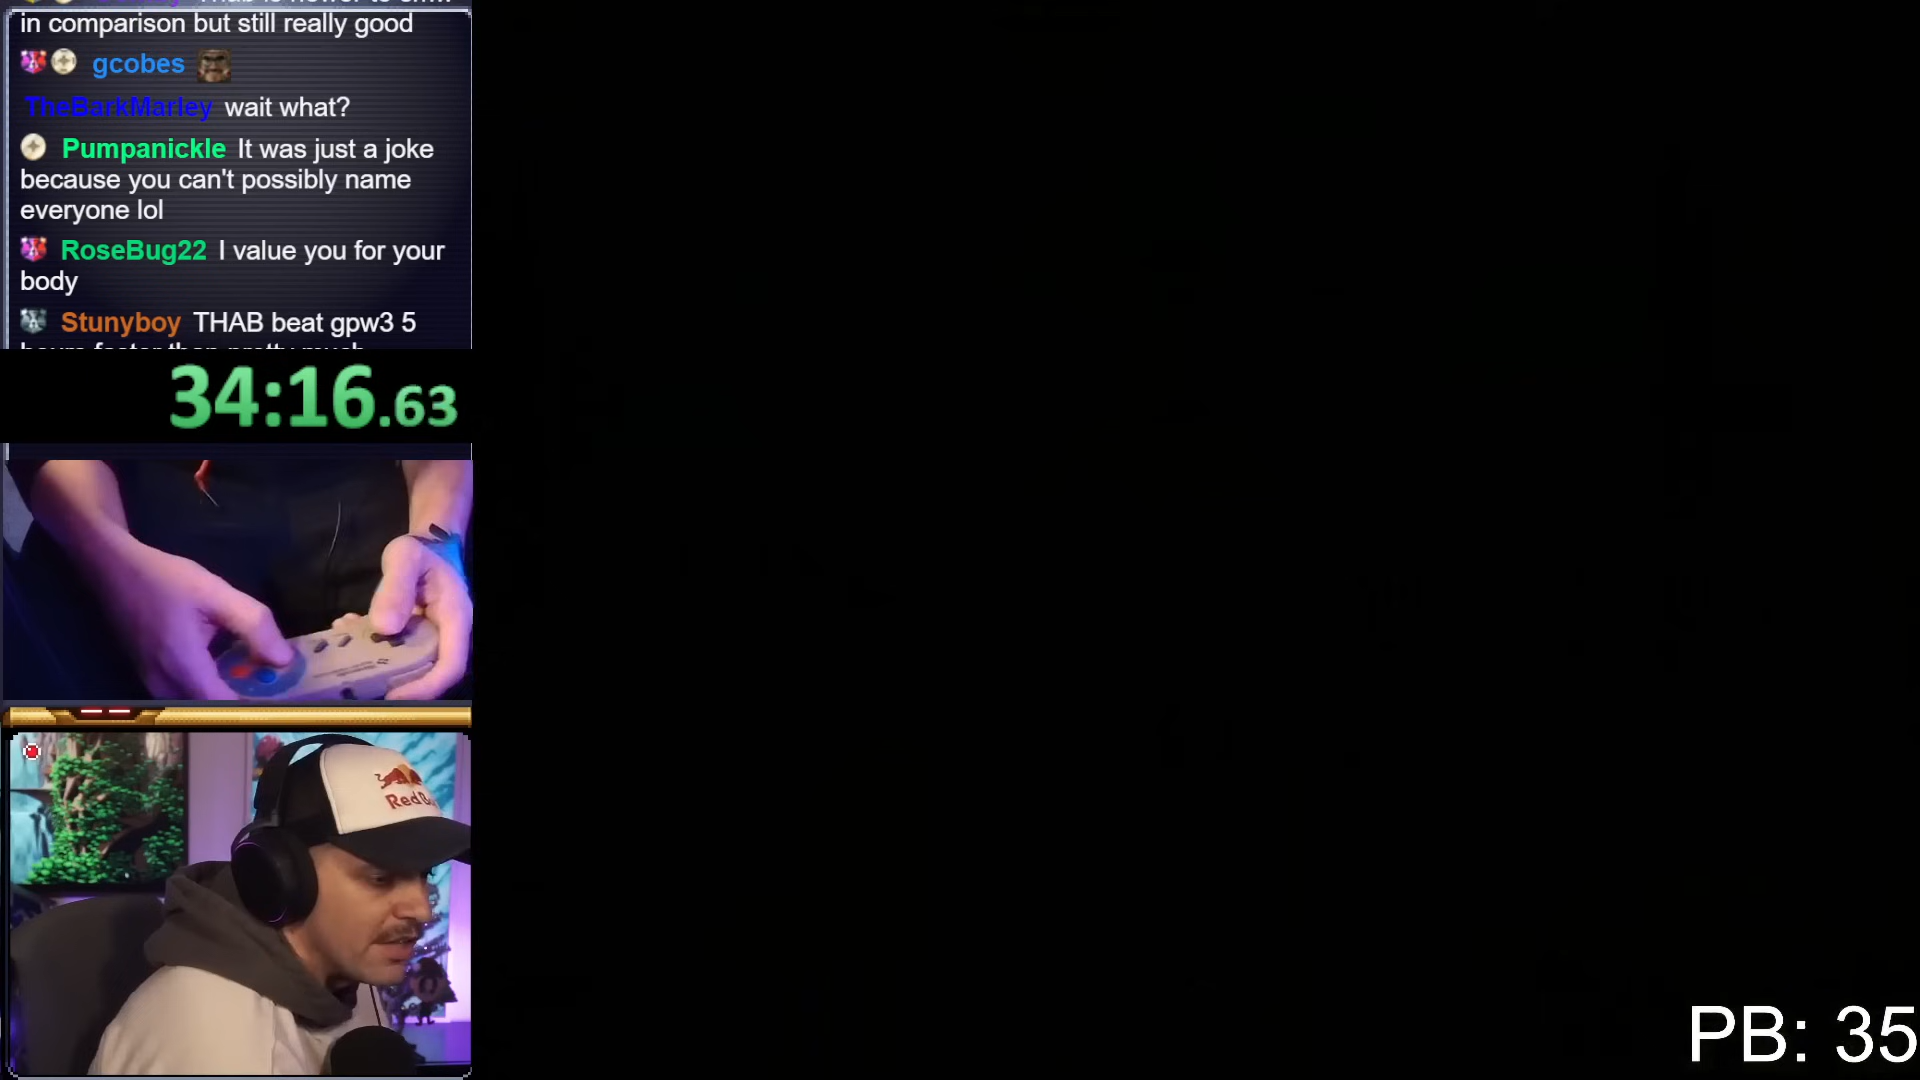 in comparison but still really good
gcobes
TheBarkMarley wait what?
Pumpanickle It was just a joke
because you can't possibly name
everyone lol
RoseBug22 I value you for your
body
Stunyboy THAB beat gpw3 5
34:16.63
PB: 35